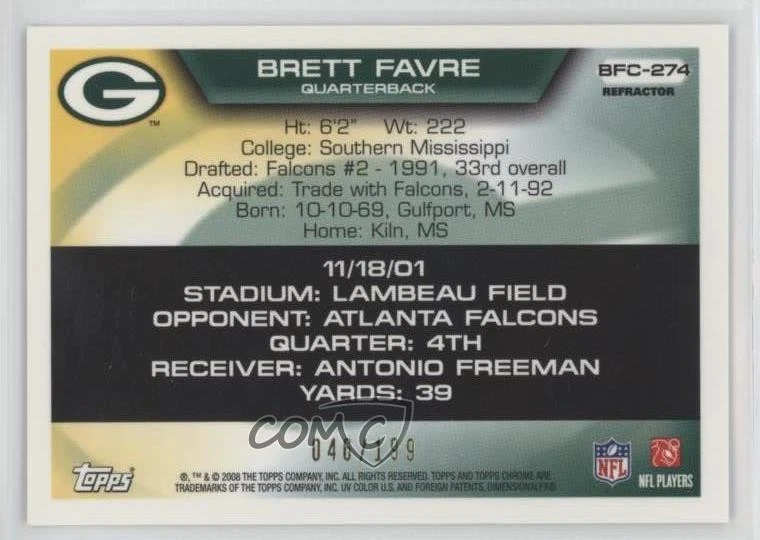 G
TM
BRETT FAVRE
QUARTERBACK
BFC-274
REFRACTOR
Ht: 6'2" Wt: 222
College: Southern Mississippi
Drafted: Falcons #2 - 1991, 33rd overall
Acquired: Trade with Falcons, 2-11-92
Born: 10-10-69, Gulfport, MS
Home: Kiln, MS
11/18/01
STADIUM: LAMBEAU FIELD
OPPONENT: ATLANTA FALCONS
QUARTER: 4TH
RECEIVER: ANTONIO FREEMAN
YARDS: 39
COMC
/199
Topps
®, ™ & © 2008 THE TOPPS COMPANY, INC. ALL RIGHTS RESERVED. TOPPS AND TOPPS CHROME ARE
TRADEMARKS OF THE TOPPS COMPANY, INC. UV COLOR U.S. AND FOREIGN PATENTS, DIMENSIONAL FX®
NFL
NFL PLAYERS